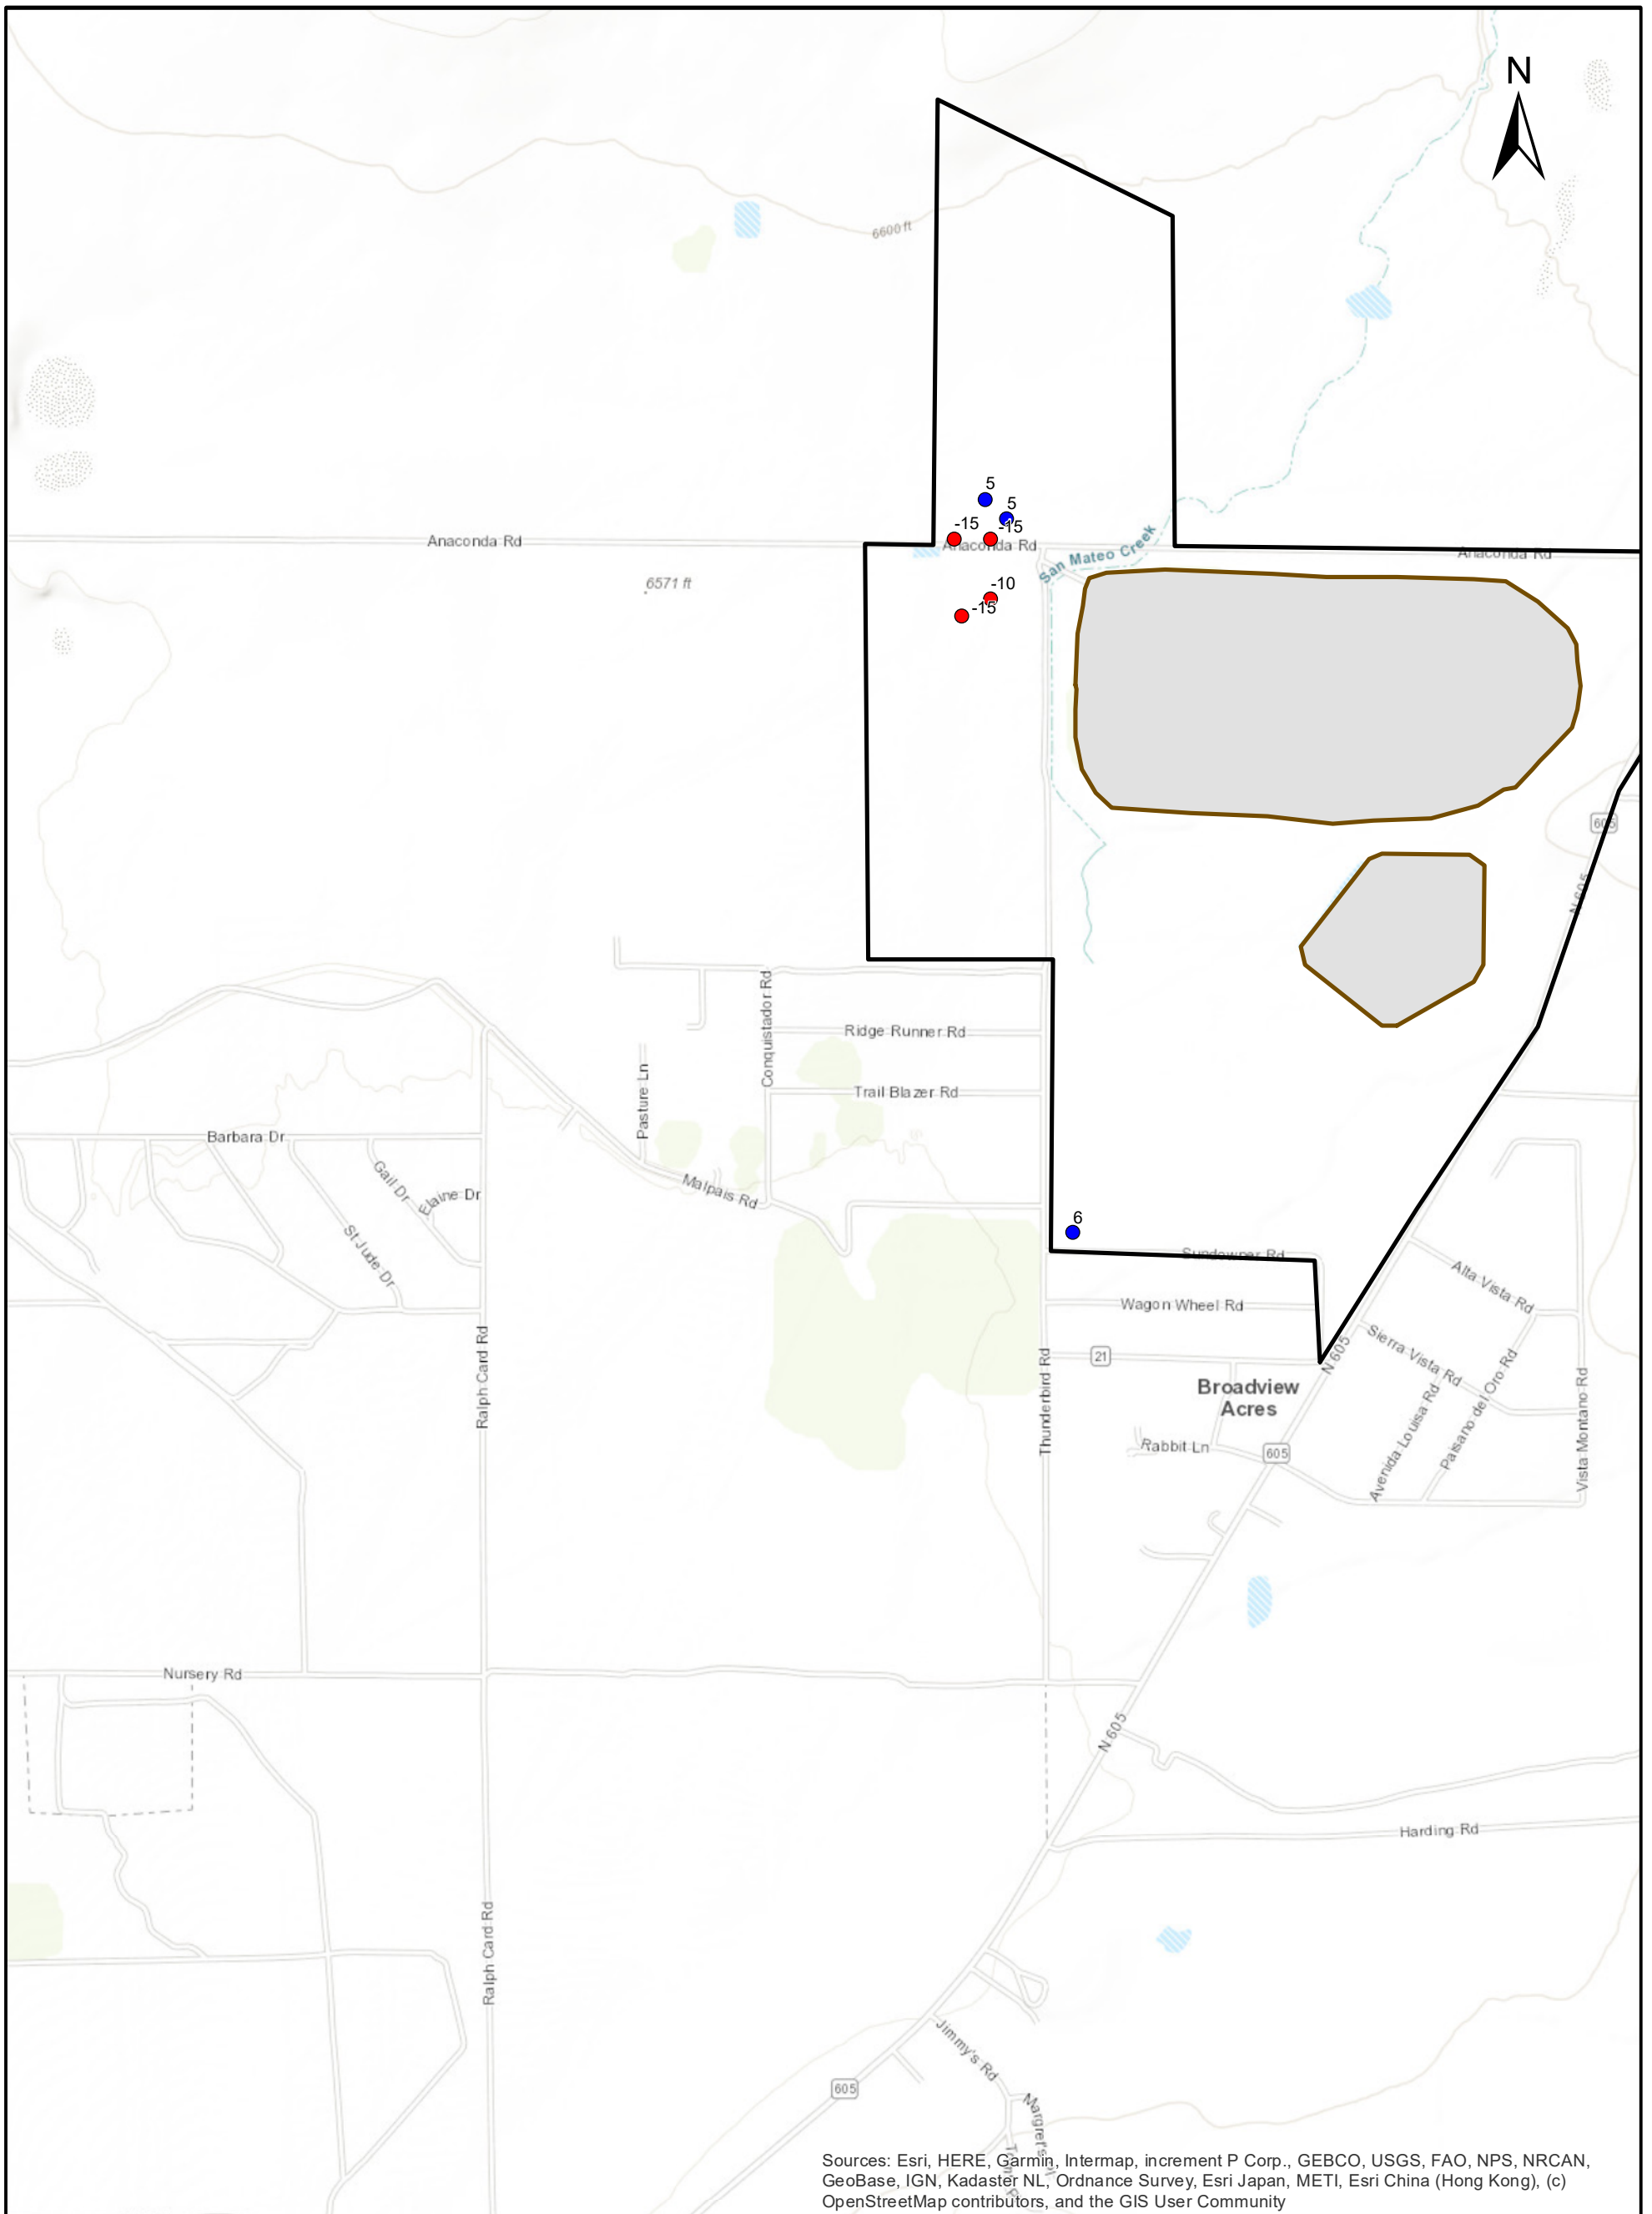 N
6600 ft
5
5
-15
-15
Anaconda Rd
Anaconda Rd
Anaconda Rd
San Mateo Creek
6571 ft
-10
-15
605
N 605
Conquistador Rd
Ridge Runner Rd
Pasture Ln
Trail Blazer Rd
Barbara Dr
Gail Dr
Elaine Dr
Malpais Rd
St Jude Dr
6
Sundowner Rd
Alta Vista Rd
Wagon Wheel Rd
Sierra Vista Rd
N 605
21
Ralph Card Rd
Thunderbird Rd
Broadview
Acres
Paisano del Oro Rd
Avenida Louisa Rd
Vista Montano Rd
Rabbit Ln
605
Nursery Rd
N 605
Harding Rd
Ralph Card Rd
Jimmy's Rd
605
Sources: Esri, HERE, Garmin, Intermap, increment P Corp., GEBCO, USGS, FAO, NPS, NRCAN,
GeoBase, IGN, Kadaster NL, Ordnance Survey, Esri Japan, METI, Esri China (Hong Kong), (c)
OpenStreetMap contributors, and the GIS User Community